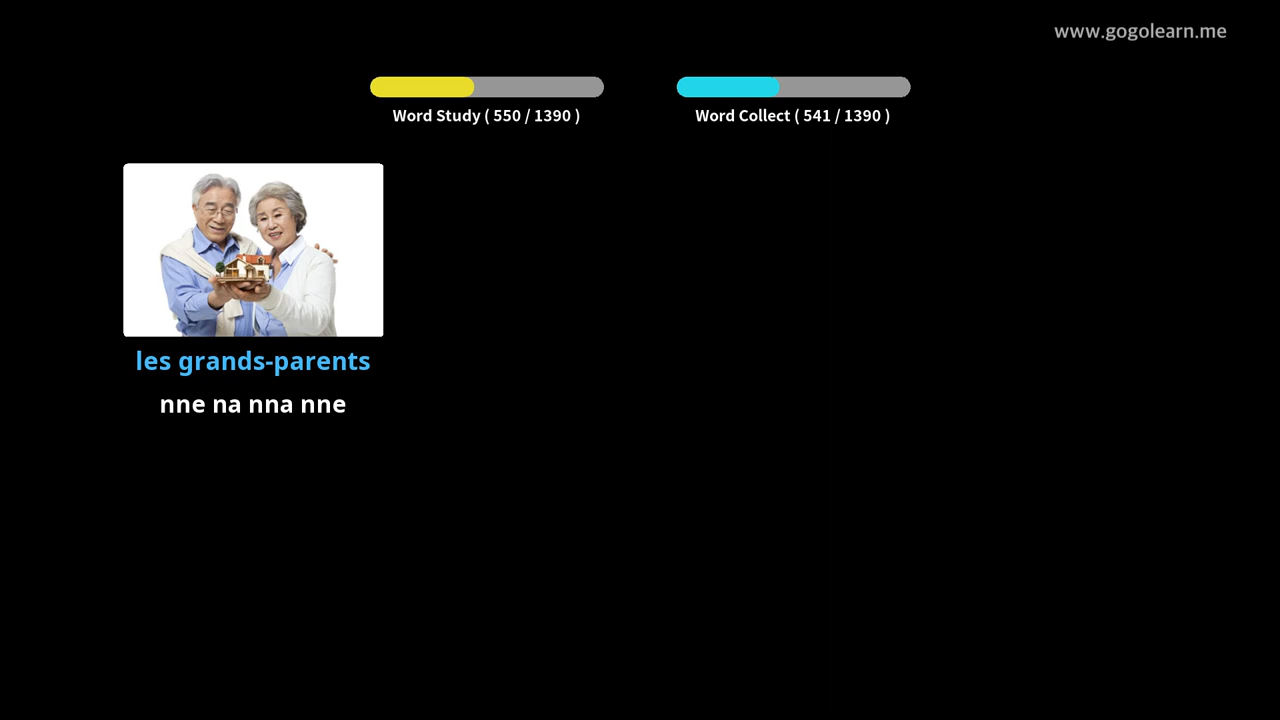 www.gogolearn.me
Word Study ( 550 / 1390 )
Word Collect ( 541 / 1390 )
les grands-parents
nne na nna nne